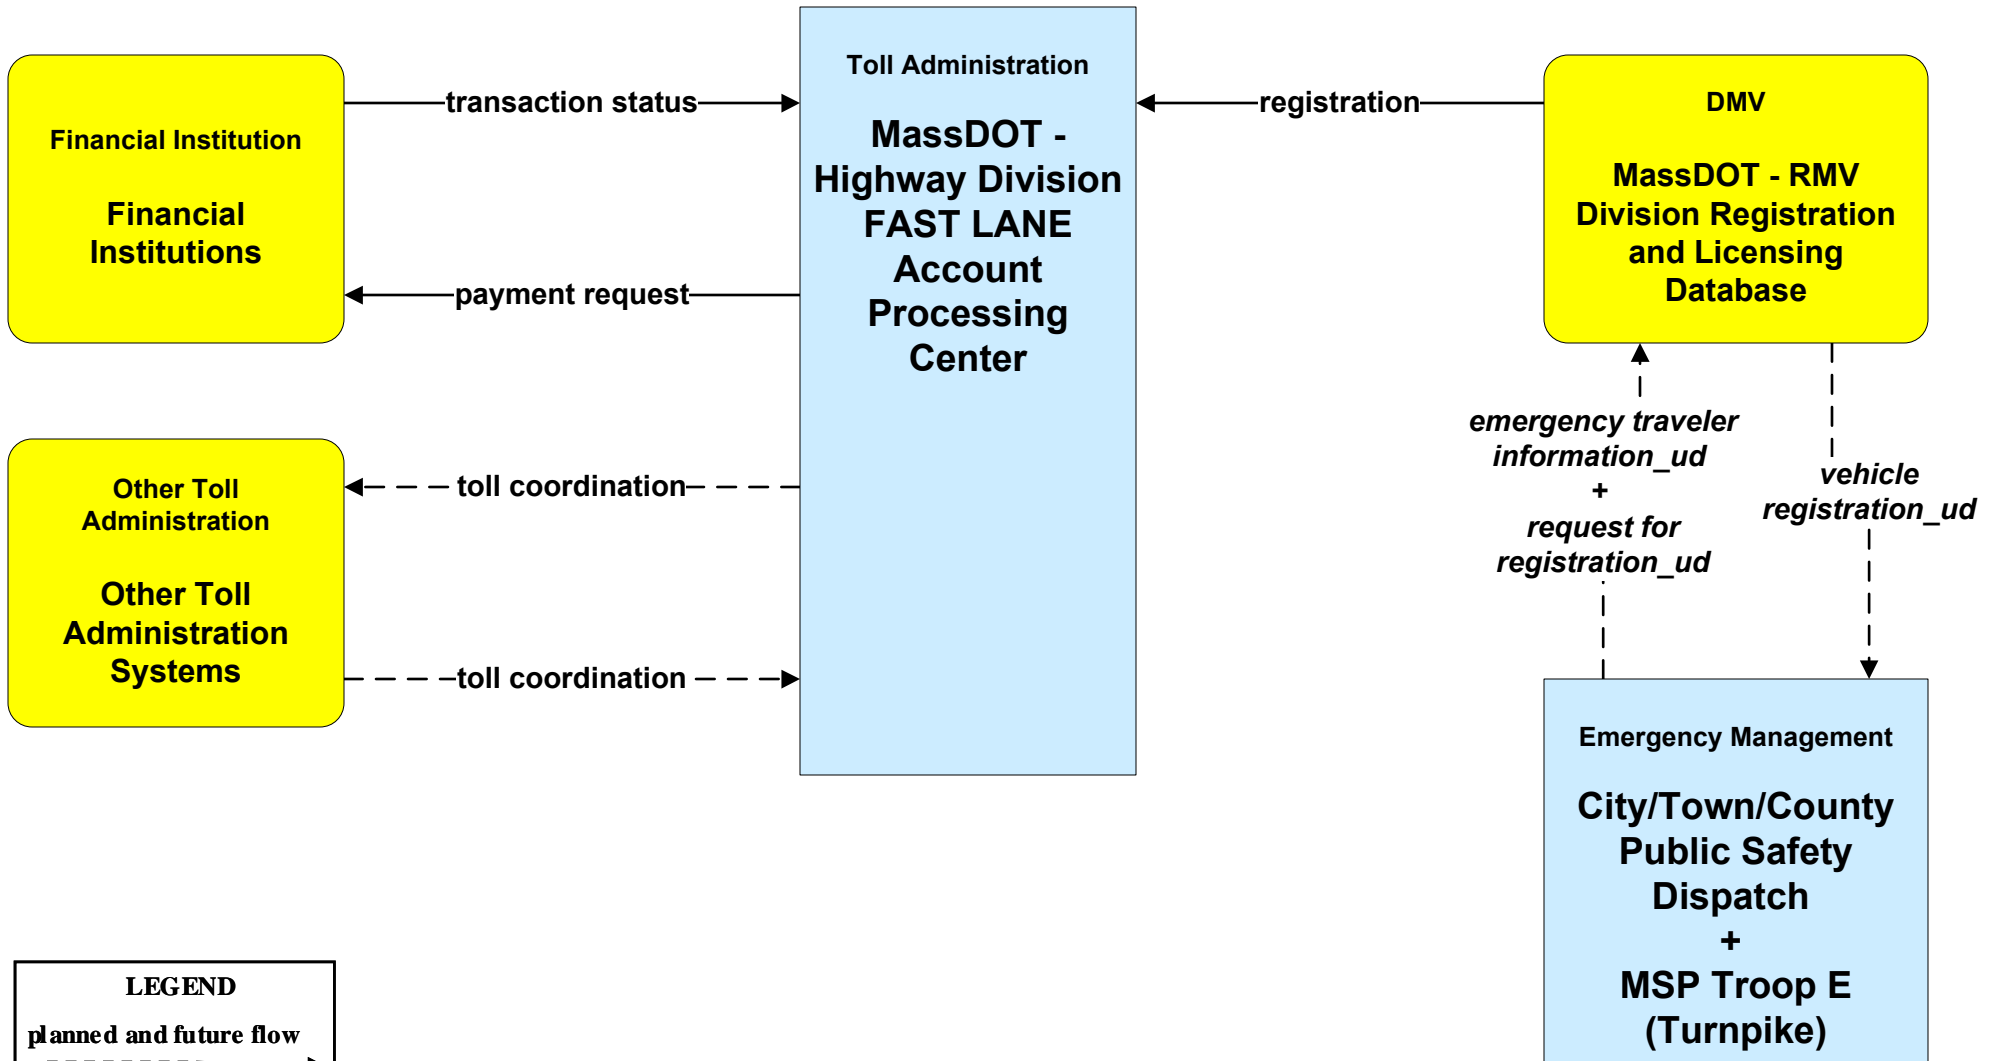 Financial Institution
Financial
Institutions
transaction status
payment request
Toll Administration
MassDOT -
Highway Division
FAST LANE
Account
Processing
Center
registration
DMV
MassDOT - RMV
Division Registration
and Licensing
Database
Other Toll
Administration
Other Toll
Administration
Systems
toll coordination
toll coordination
emergency traveler
information_ud
+
request for
registration_ud
vehicle
registration_ud
Emergency Management
City/Town/County
Public Safety
Dispatch
+
MSP Troop E
(Turnpike)
LEGEND
planned and future flow